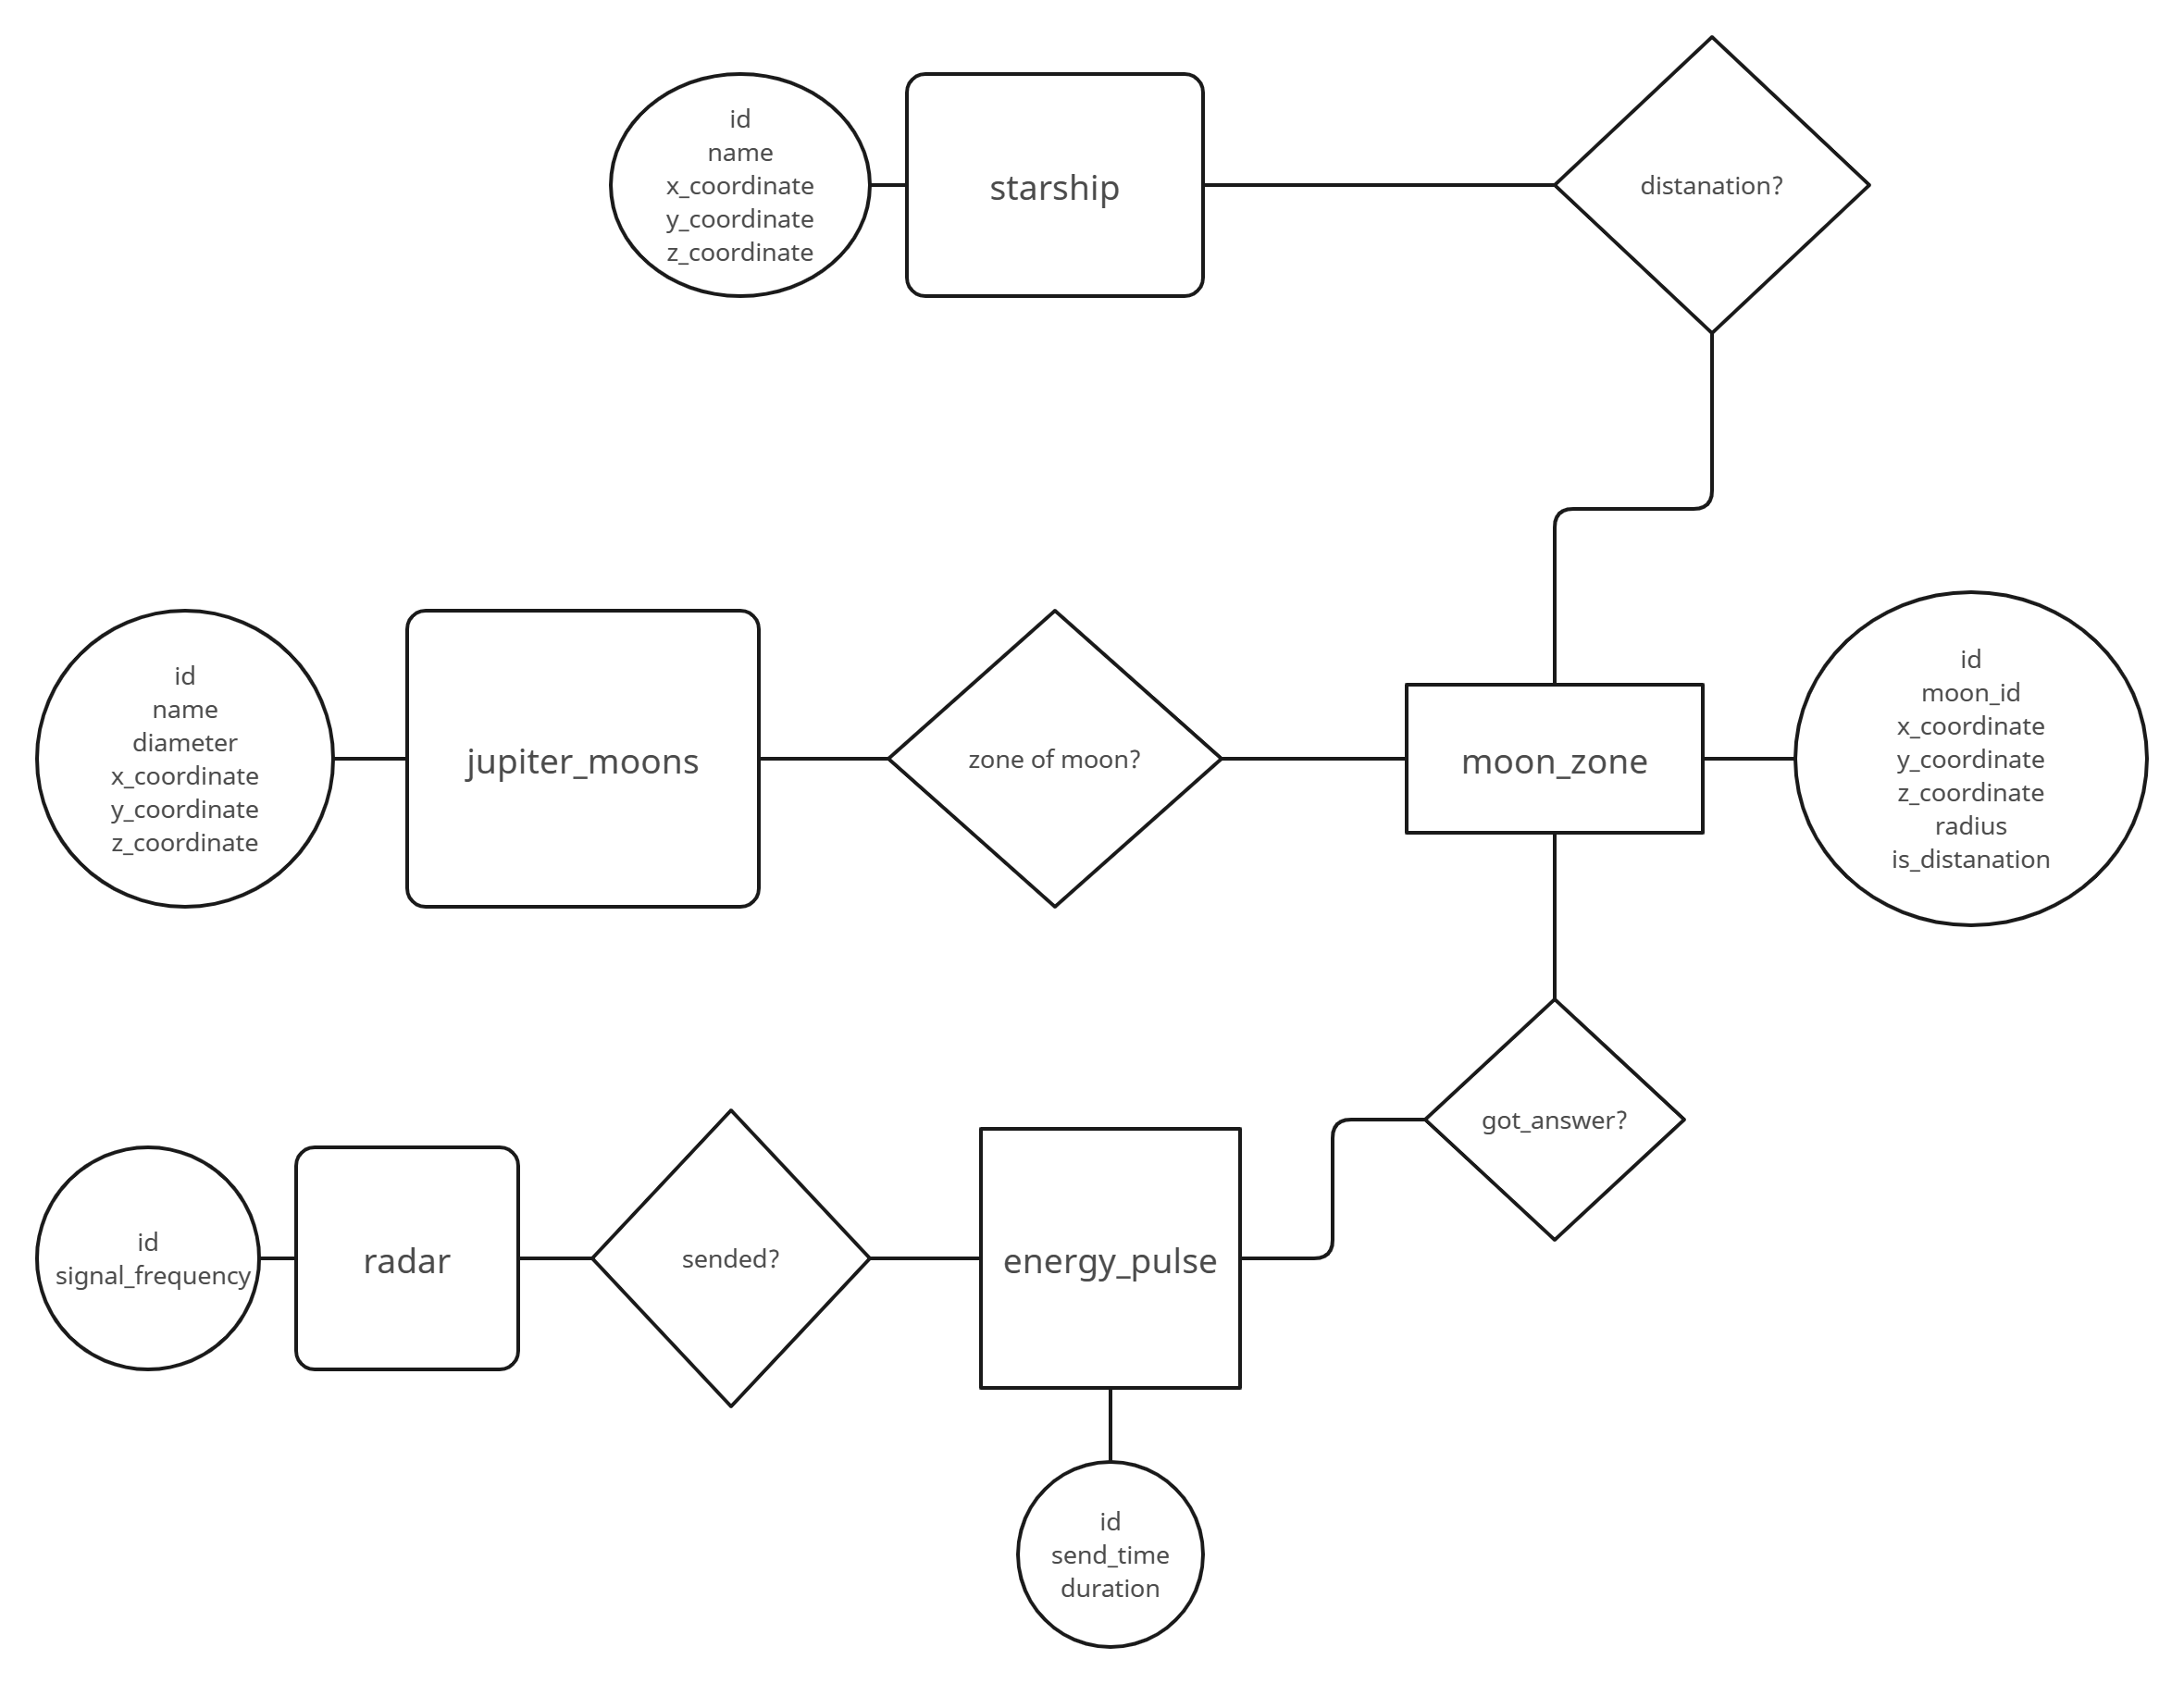 id
name
x_coordinate
y_coordinate
z_coordinate
starship
distanation?
id
name
diameter
x_coordinate
y_coordinate
z_coordinate
jupiter_moons
zone of moon?
moon_zone
id
moon_id
x_coordinate
y_coordinate
z_coordinate
radius
is_distanation
got_answer?
id
signal_frequency
radar
sended?
energy_pulse
id
send_time
duration